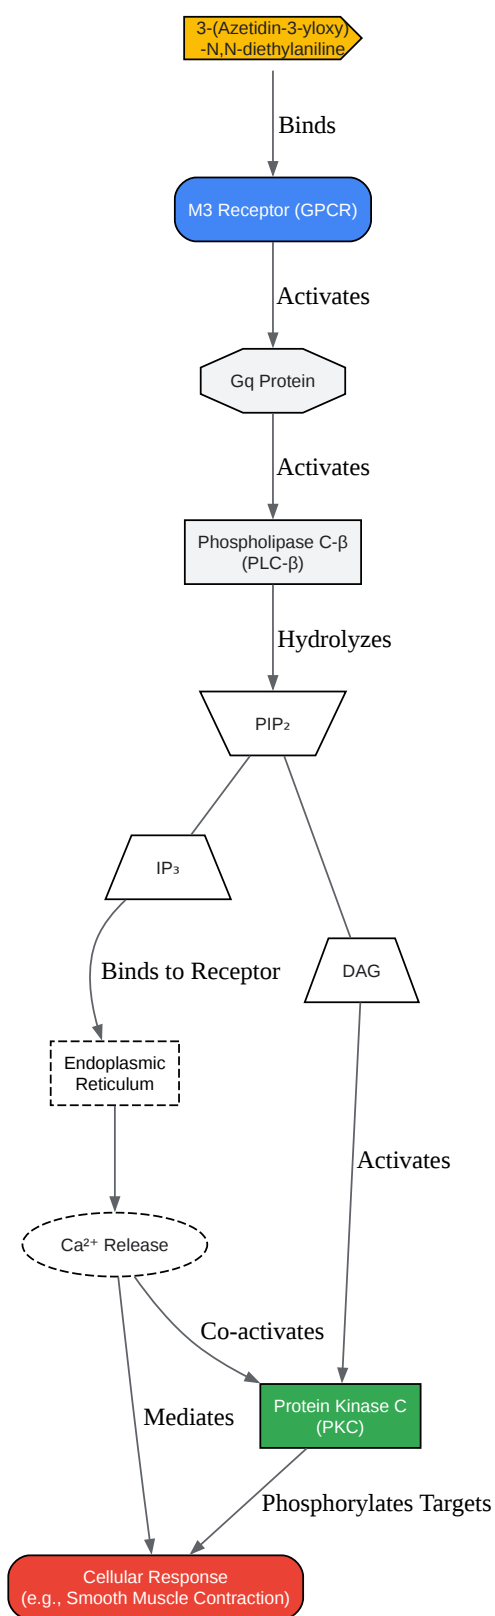 3-(Azetidin-3-yloxy)
-N,N-diethylaniline
Binds
M3 Receptor (GPCR)
Activates
Gq Protein
Activates
Phospholipase C-β
(PLC-β)
Hydrolyzes
PIP₂
IP₃
Binds to Receptor
DAG
Endoplasmic
Reticulum
Activates
Ca²⁺ Release
Co-activates
Protein Kinase C
(PKC)
Mediates
Phosphorylates Targets
Cellular Response
(e.g., Smooth Muscle Contraction)